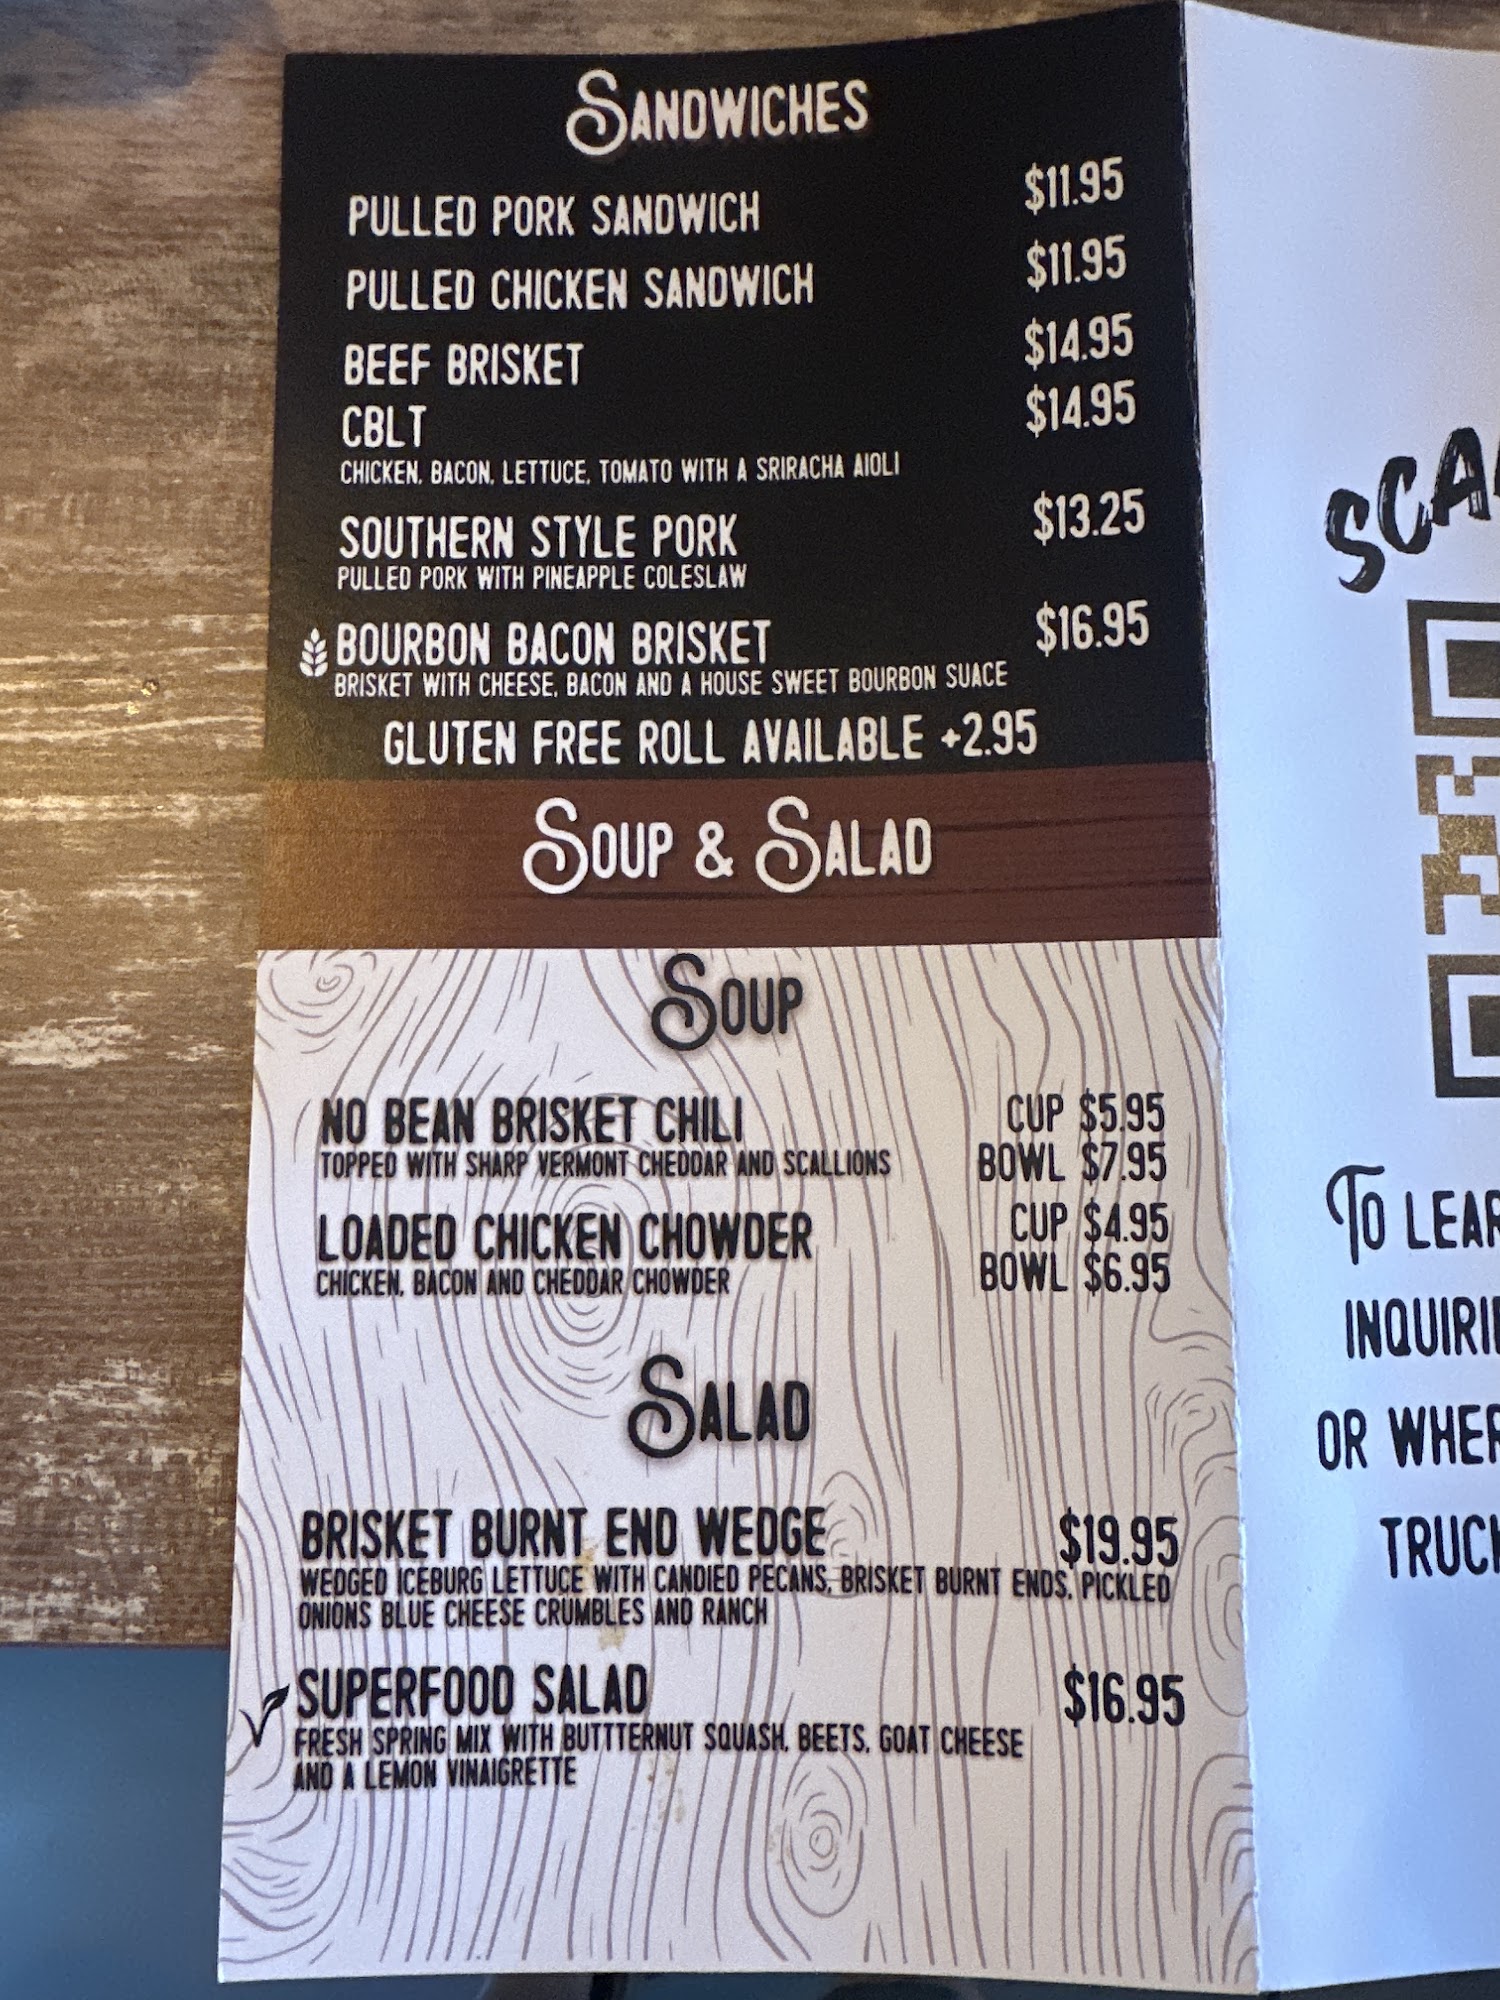 SANDWICHES
PULLED PORK SANDWICH $11.95
PULLED CHICKEN SANDWICH $11.95
BEEF BRISKET $14.95
CBLT $14.95
CHICKEN, BACON, LETTUCE, TOMATO WITH A SRIRACHA AIOLI
SOUTHERN STYLE PORK $13.25
PULLED PORK WITH PINEAPPLE COLESLAW
BOURBON BACON BRISKET $16.95
BRISKET WITH CHEESE, BACON AND A HOUSE SWEET BOURBON SUACE
GLUTEN FREE ROLL AVAILABLE +2.95
SOUP & SALAD
SOUP
NO BEAN BRISKET CHILI CUP $5.95
TOPPED WITH SHARP VERMONT CHEDDAR AND SCALLIONS BOWL $7.95
LOADED CHICKEN CHOWDER CUP $4.95
CHICKEN, BACON AND CHEDDAR CHOWDER BOWL $6.95
SALAD
BRISKET BURNT END WEDGE $19.95
WEDGED ICEBURG LETTUCE WITH CANDIED PECANS, BRISKET BURNT ENDS, PICKLED
ONIONS BLUE CHEESE CRUMBLES AND RANCH
SUPERFOOD SALAD $16.95
FRESH SPRING MIX WITH BUTTTERNUT SQUASH, BEETS, GOAT CHEESE
AND A LEMON VINAIGRETTE
TO
OR